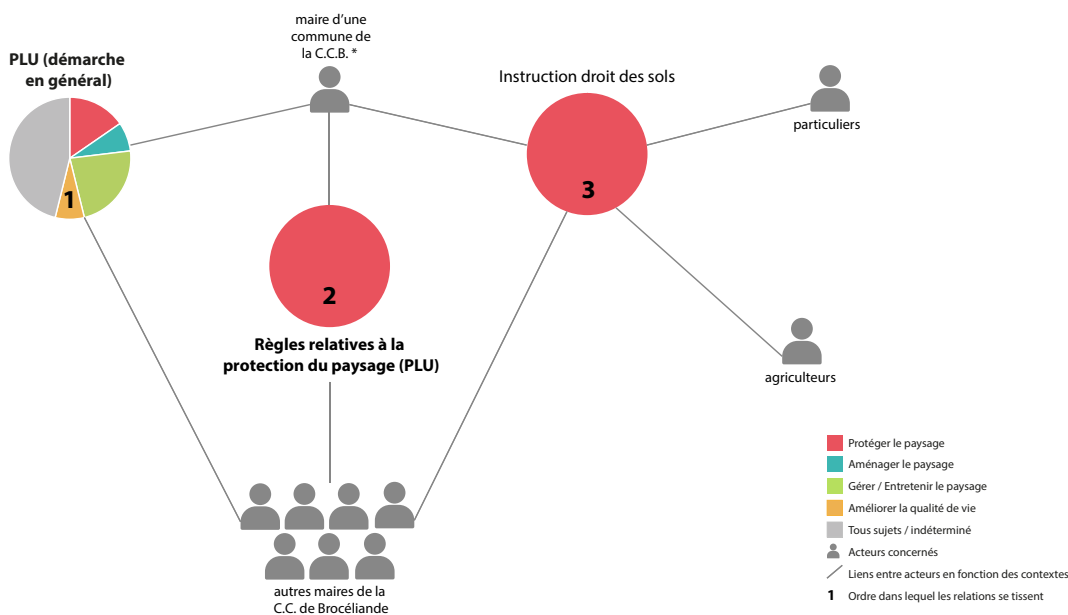 maire d'une
commune de
la C.C.B. *
PLU (démarche
en général)
1
Instruction droit des sols
3
particuliers
2
Règles relatives à la
protection du paysage (PLU)
agriculteurs
autres maires de la
C.C. de Brocéliande
Protéger le paysage
Aménager le paysage
Gérer / Entretenir le paysage
Améliorer la qualité de vie
Tous sujets / indéterminé
Acteurs concernés
Liens entre acteurs en fonction des contextes
1 Ordre dans lequel les relations se tissent